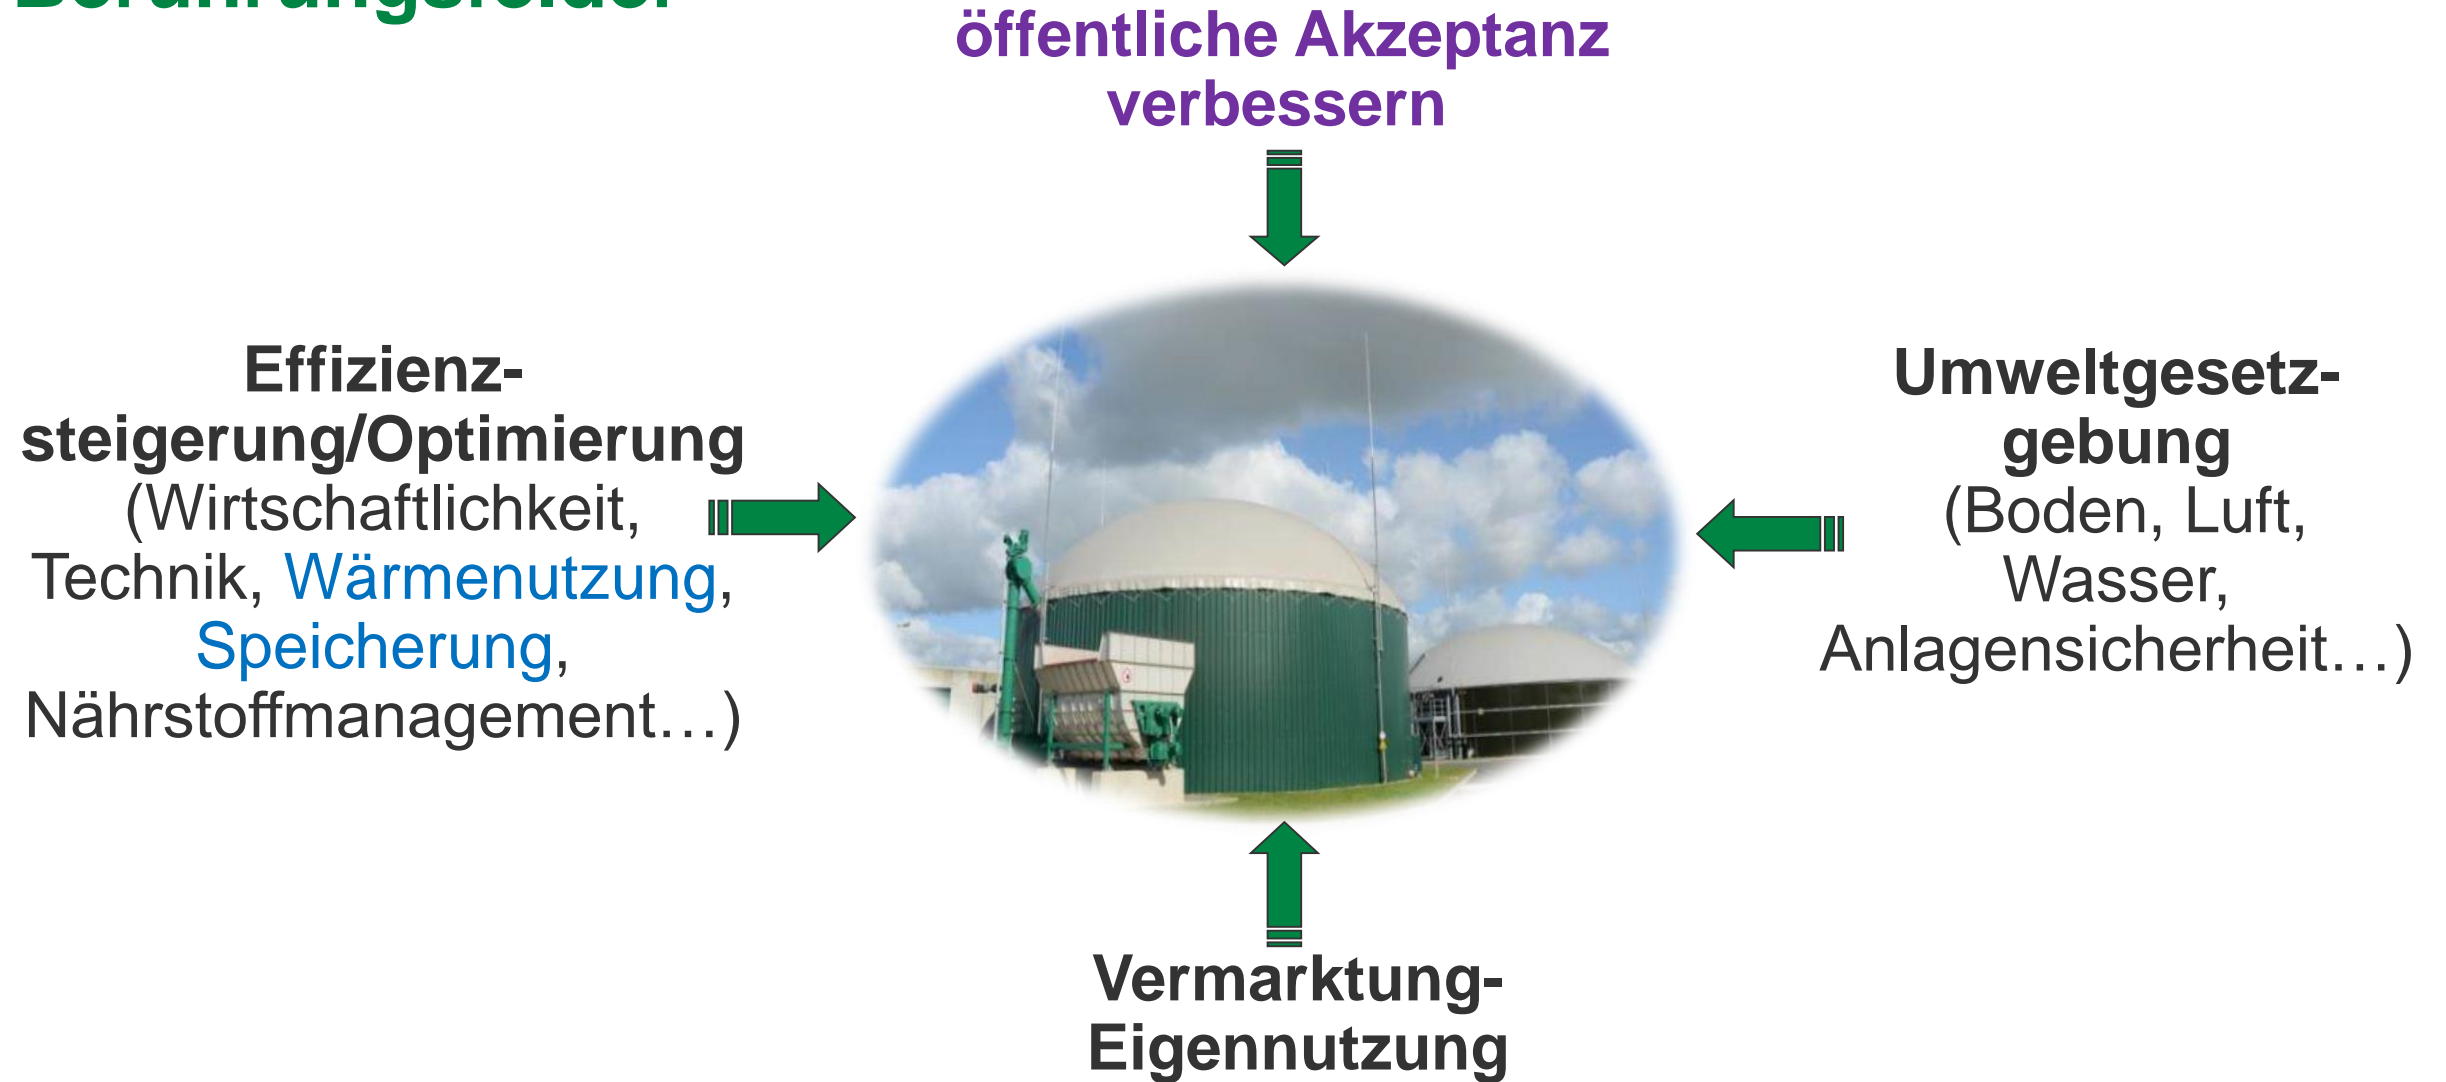 Berührungsfelder
öffentliche Akzeptanz
verbessern
Effizienz-
steigerung/Optimierung
(Wirtschaftlichkeit,
Technik, Wärmenutzung,
Speicherung,
Nährstoffmanagement…)
Umweltgesetz-
gebung
(Boden, Luft,
Wasser,
Anlagensicherheit…)
Vermarktung-
Eigennutzung